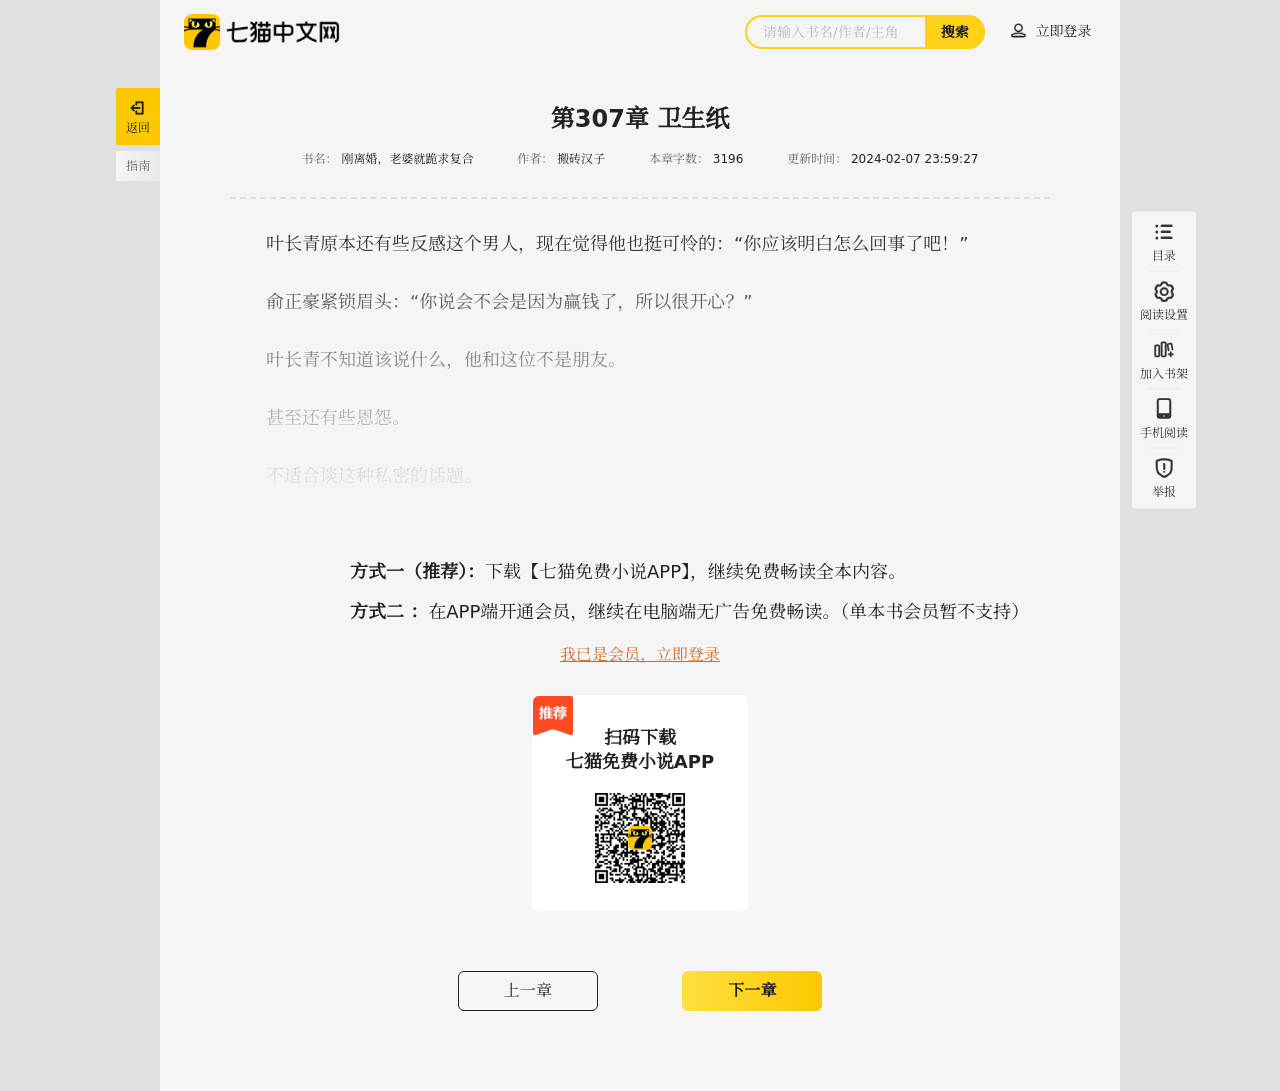 七猫中文网
请输入书名/作者/主角
搜索
立即登录
返回
指南
第307章 卫生纸
书名： 刚离婚，老婆就跪求复合 作者： 搬砖汉子 本章字数： 3196 更新时间： 2024-02-07 23:59:27
叶长青原本还有些反感这个男人，现在觉得他也挺可怜的：“你应该明白怎么回事了吧！”
俞正豪紧锁眉头：“你说会不会是因为赢钱了，所以很开心？”
叶长青不知道该说什么，他和这位不是朋友。
甚至还有些恩怨。
不适合谈这种私密的话题。
目录
阅读设置
加入书架
手机阅读
举报
方式一（推荐）：下载【七猫免费小说APP】，继续免费畅读全本内容。
方式二 ：在APP端开通会员，继续在电脑端无广告免费畅读。（单本书会员暂不支持）
我已是会员，立即登录
推荐
扫码下载
七猫免费小说APP
上一章
下一章